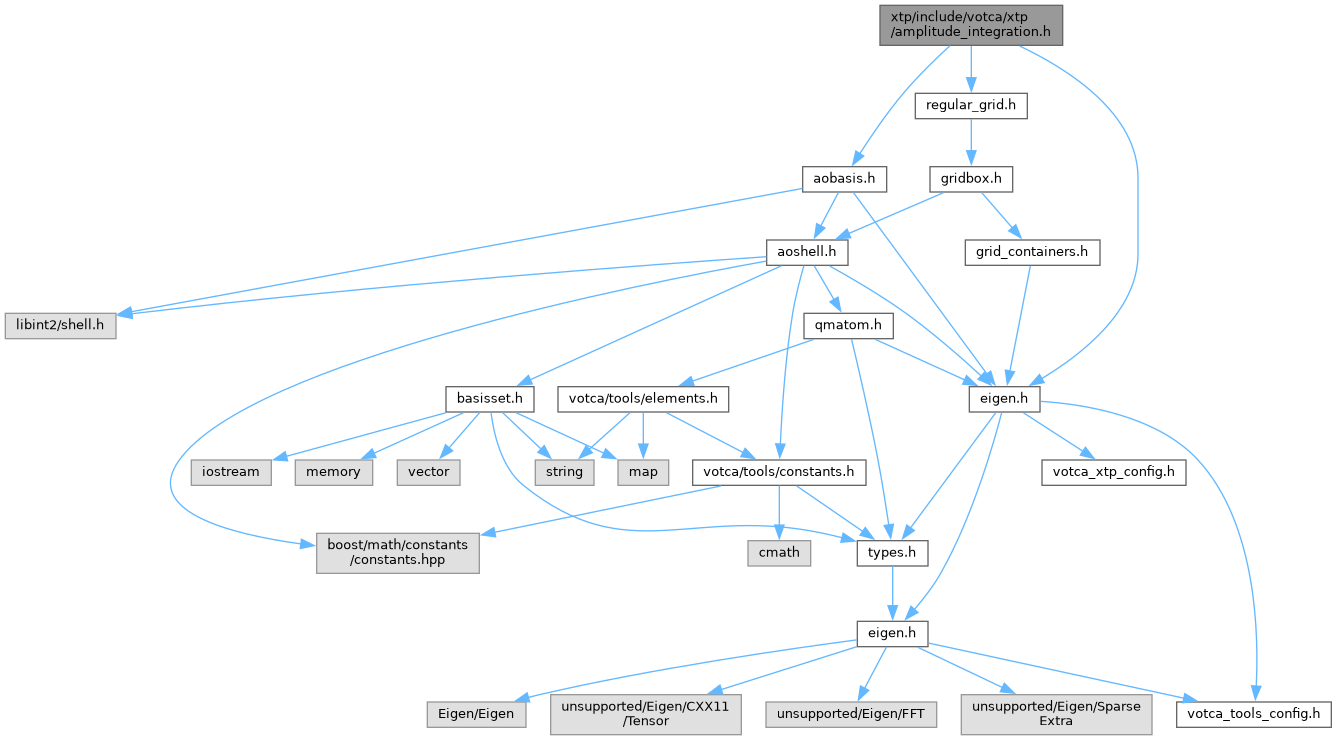 xtp/include/votca/xtp
/amplitude_integration.h
regular_grid.h
aobasis.h
gridbox.h
aoshell.h
grid_containers.h
libint2/shell.h
qmatom.h
basisset.h
votca/tools/elements.h
eigen.h
iostream
memory
vector
string
map
votca/tools/constants.h
votca_xtp_config.h
boost/math/constants
/constants.hpp
cmath
types.h
eigen.h
Eigen/Eigen
unsupported/Eigen/CXX11
/Tensor
unsupported/Eigen/FFT
unsupported/Eigen/Sparse
Extra
votca_tools_config.h